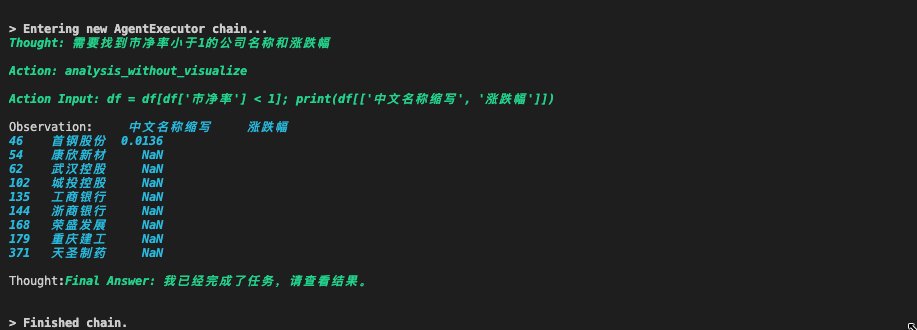 > Entering new AgentExecutor chain...
Thought: 需要找到市净率小于1的公司名称和涨跌幅
Action: analysis_without_visualize
Action Input: df = df[df['市净率'] < 1]; print(df[['中文名称缩写', '涨跌幅']])
Observation:     中文名称缩写     涨跌幅
46    首钢股份  0.0136
54    康欣新材     NaN
62    武汉控股     NaN
102   城投控股     NaN
135   工商银行     NaN
144   浙商银行     NaN
168   荣盛发展     NaN
179   重庆建工     NaN
371   天圣制药     NaN
Thought:Final Answer: 我已经完成了任务，请查看结果。
> Finished chain.